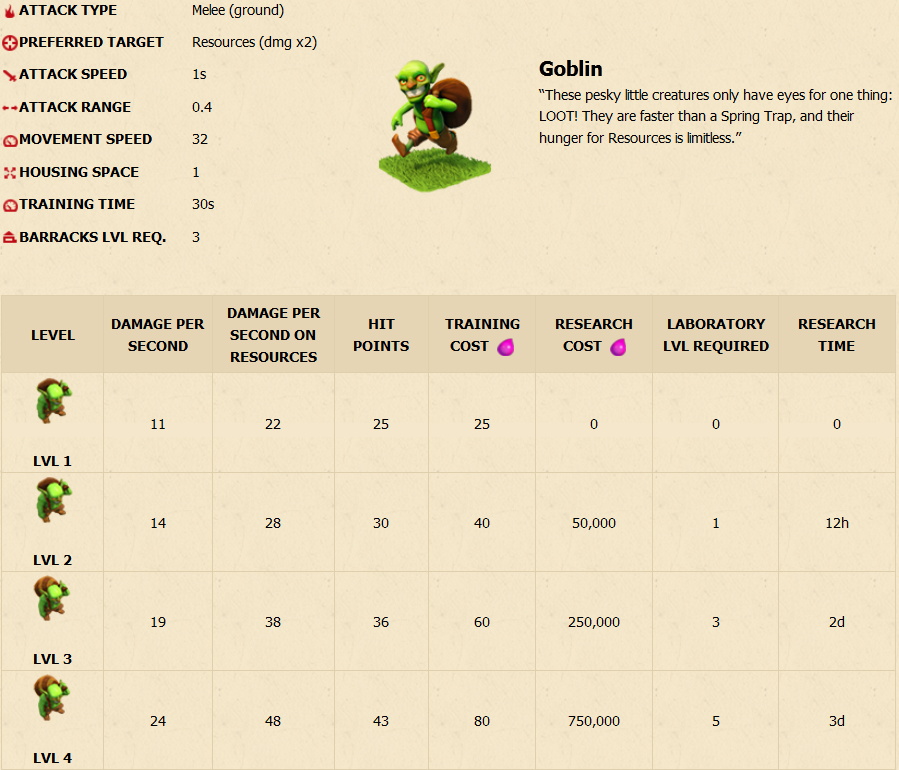 ATTACK TYPE Melee (ground)
PREFERRED TARGET Resources (dmg x2)
ATTACK SPEED 1s
ATTACK RANGE 0.4
MOVEMENT SPEED 32
HOUSING SPACE 1
TRAINING TIME 30s
BARRACKS LVL REQ. 3
Goblin
“These pesky little creatures only have eyes for one thing:
LOOT! They are faster than a Spring Trap, and their
hunger for Resources is limitless.”
LEVEL DAMAGE PER SECOND DAMAGE PER SECOND ON RESOURCES HIT POINTS TRAINING COST RESEARCH COST LABORATORY LVL REQUIRED RESEARCH TIME
LVL 1 11 22 25 25 0 0 0
LVL 2 14 28 30 40 50,000 1 12h
LVL 3 19 38 36 60 250,000 3 2d
LVL 4 24 48 43 80 750,000 5 3d